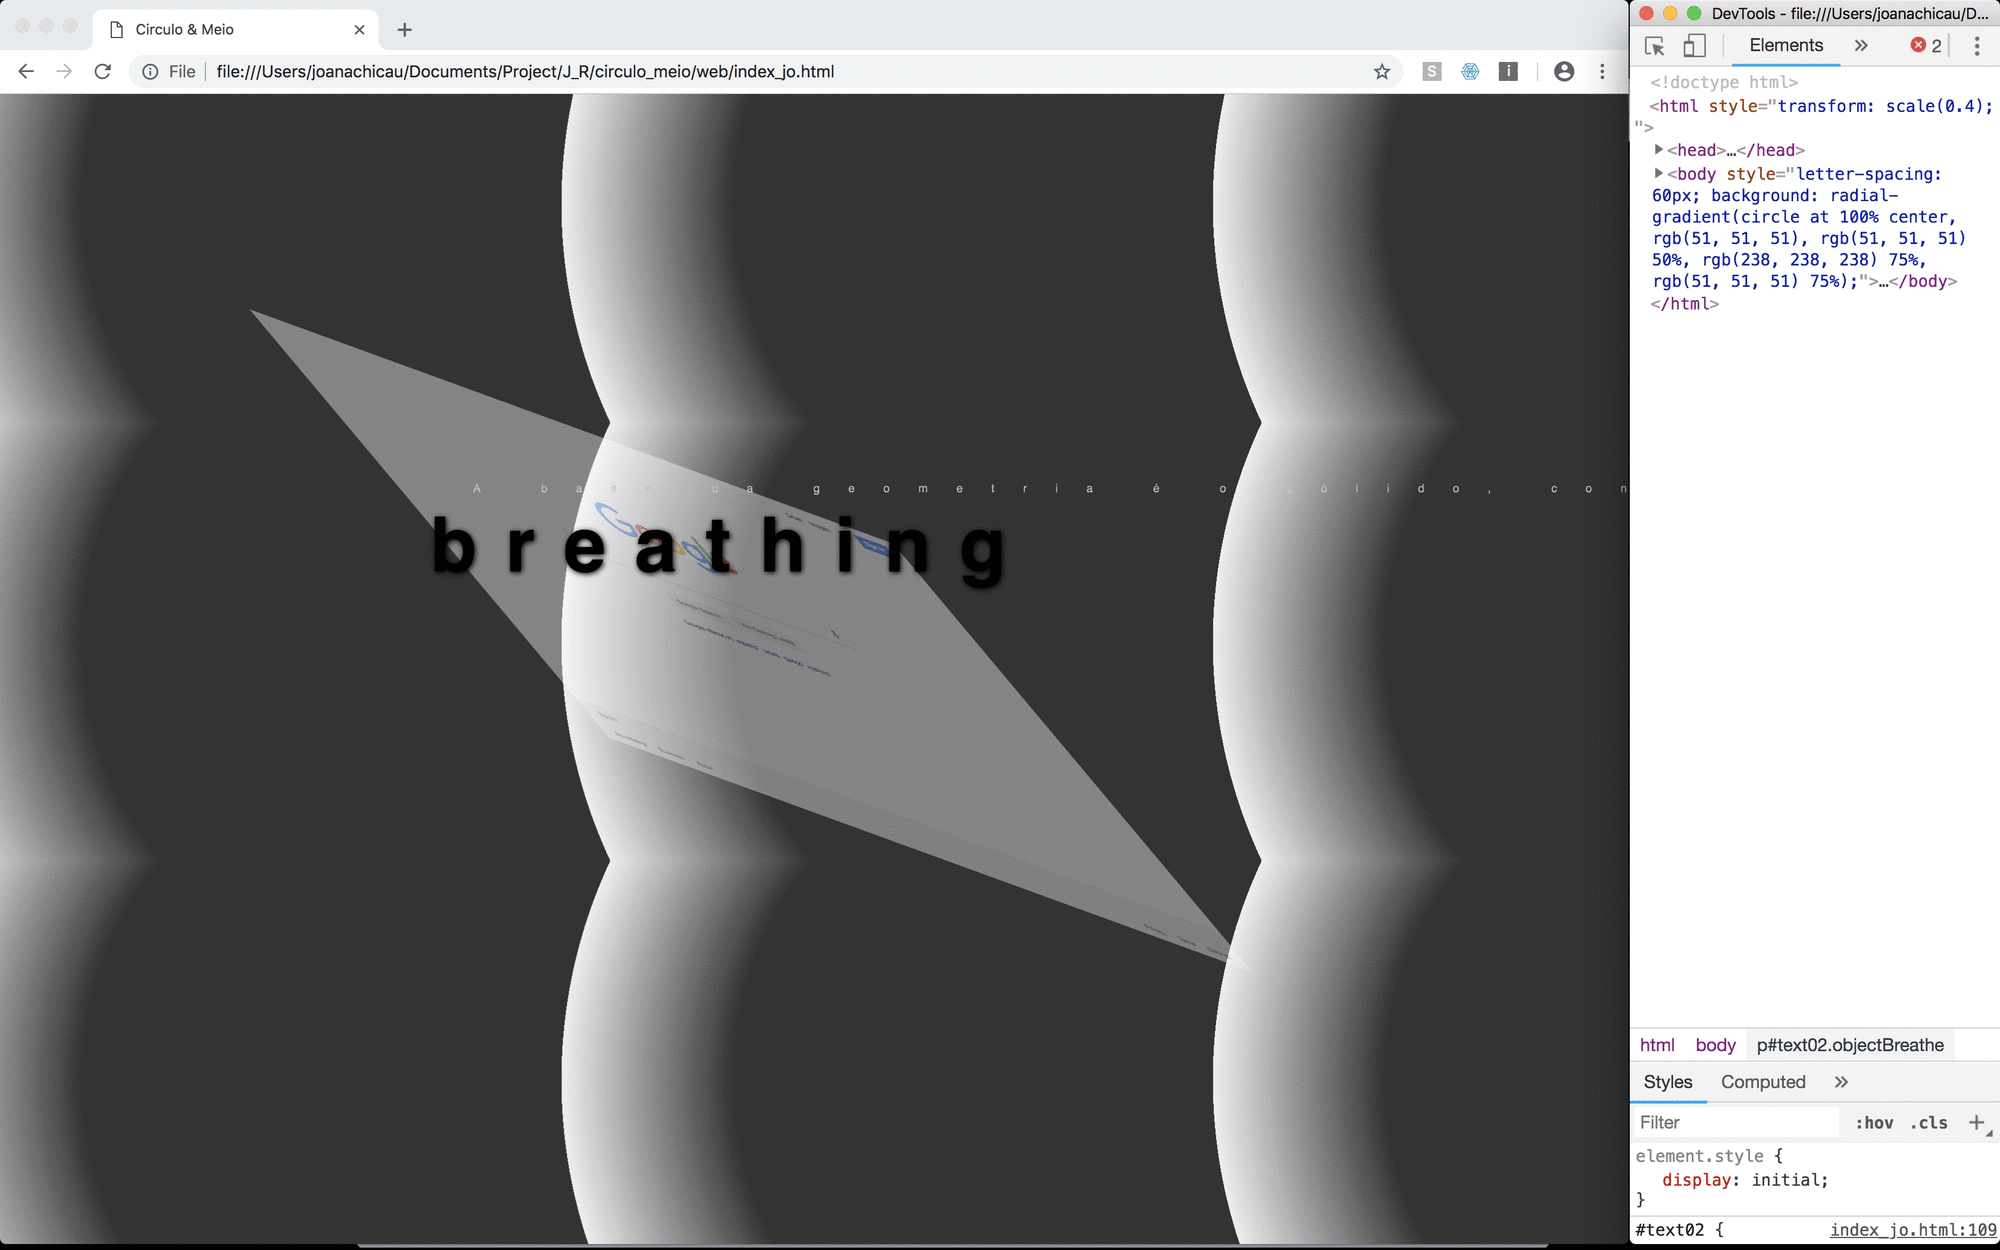 Circulo & Meio
File
file:///Users/joanachicau/Documents/Project/J_R/circulo_meio/web/index_jo.html
S
i
A base da geometria é o sólido, con
Google
breathing
DevTools - file:///Users/joanachicau/D...
Elements
2
<!doctype html>
<html style="transform: scale(0.4);
">
<head>…</head>
<body style="letter-spacing:
60px; background: radial-
gradient(circle at 100% center,
rgb(51, 51, 51), rgb(51, 51, 51)
50%, rgb(238, 238, 238) 75%,
rgb(51, 51, 51) 75%);">…</body>
</html>
html body p#text02.objectBreathe
Styles Computed
Filter :hov .cls
element.style {
display: initial;
}
#text02 { index_jo.html:109